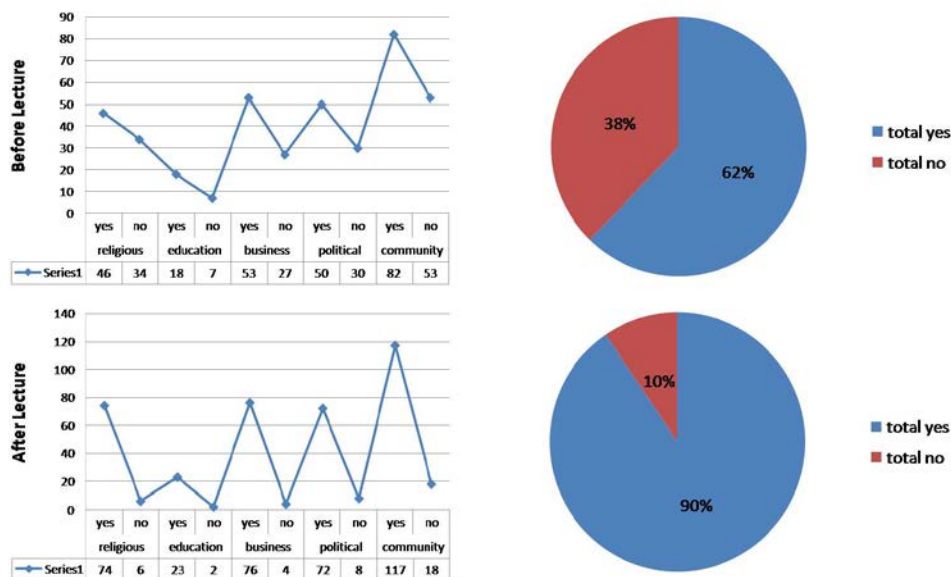 Before Lecture
90
80
70
60
50
40
30
20
10
0
yes no yes no yes no yes no yes no
religious education business political community
Series1 46 34 18 7 53 27 50 30 82 53
38%
62%
total yes
total no
After Lecture
140
120
100
80
60
40
20
0
yes no yes no yes no yes no yes no
religious education business political community
Series1 74 6 23 2 76 4 72 8 117 18
10%
90%
total yes
total no